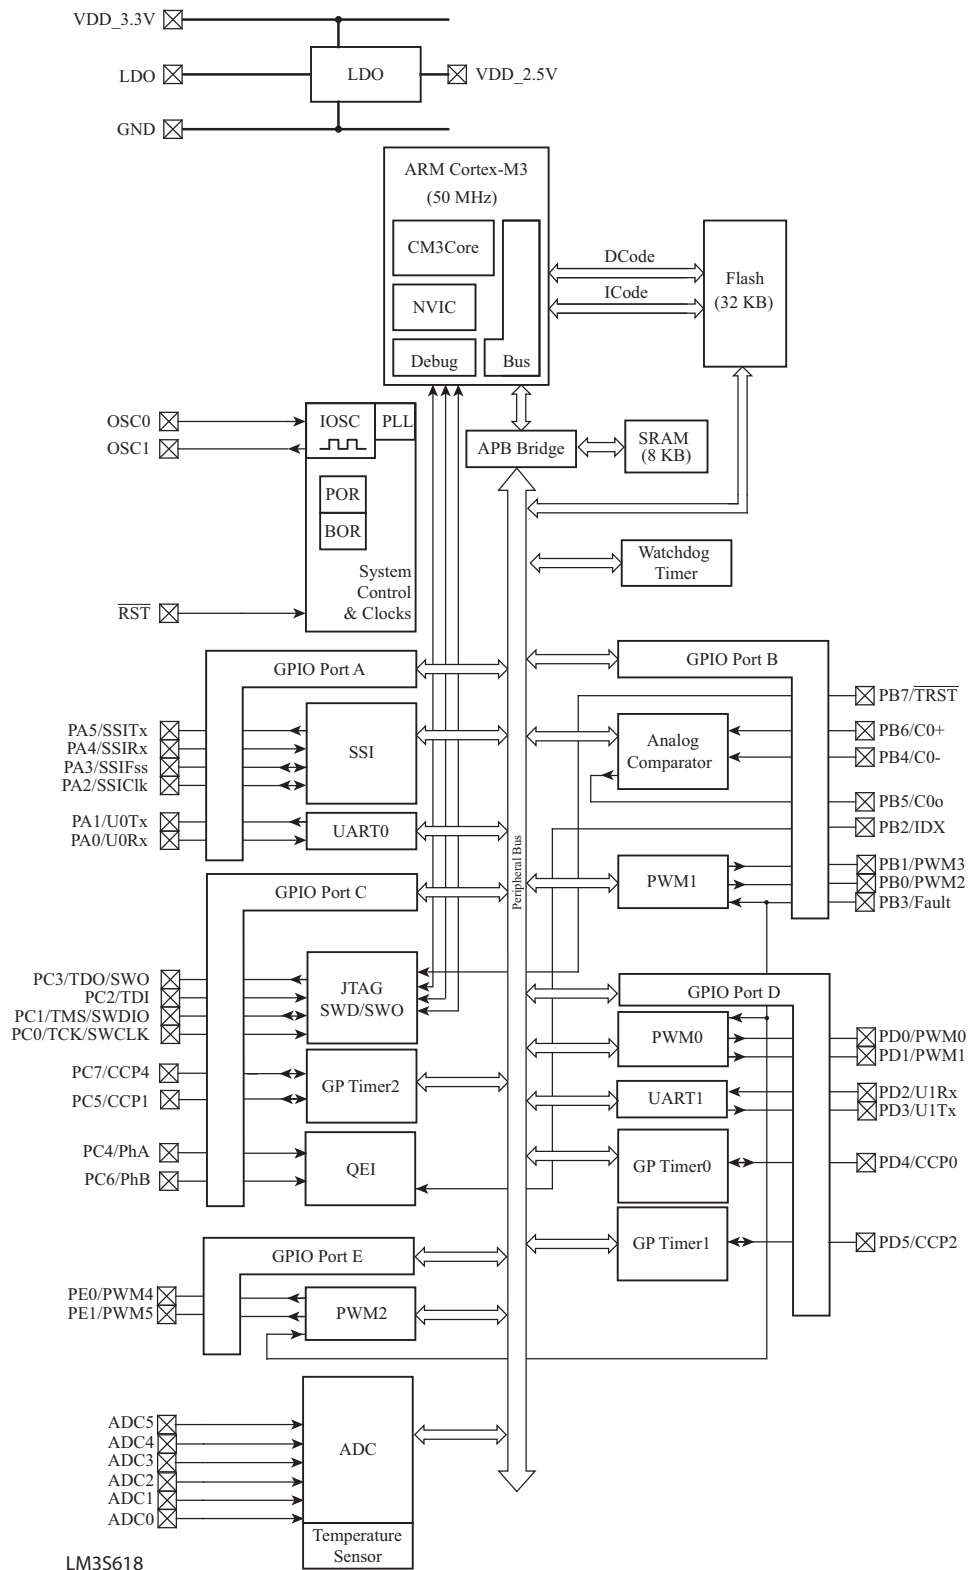 VDD_3.3V
LDO
LDO
VDD_2.5V
GND
ARM Cortex-M3
(50 MHz)
CM3Core
NVIC
Debug
Bus
DCode
ICode
Flash
(32 KB)
OSC0
OSC1
IOSC
PLL
POR
BOR
System
Control
& Clocks
RST
APB Bridge
SRAM
(8 KB)
Watchdog
Timer
GPIO Port A
PA5/SSITx
PA4/SSIRx
PA3/SSIFss
PA2/SSIClk
SSI
PA1/U0Tx
PA0/U0Rx
UART0
Peripheral Bus
GPIO Port B
PB7/TRST
PB6/C0+
PB4/C0-
Analog
Comparator
PB5/C0o
PB2/IDX
PWM1
PB1/PWM3
PB0/PWM2
PB3/Fault
GPIO Port C
PC3/TDO/SWO
PC2/TDI
PC1/TMS/SWDIO
PC0/TCK/SWCLK
JTAG
SWD/SWO
PC7/CCP4
PC5/CCP1
GP Timer2
PC4/PhA
PC6/PhB
QEI
GPIO Port D
PWM0
PD0/PWM0
PD1/PWM1
UART1
PD2/U1Rx
PD3/U1Tx
GP Timer0
PD4/CCP0
GP Timer1
PD5/CCP2
GPIO Port E
PE0/PWM4
PE1/PWM5
PWM2
ADC5
ADC4
ADC3
ADC2
ADC1
ADC0
ADC
Temperature
Sensor
LM3S618